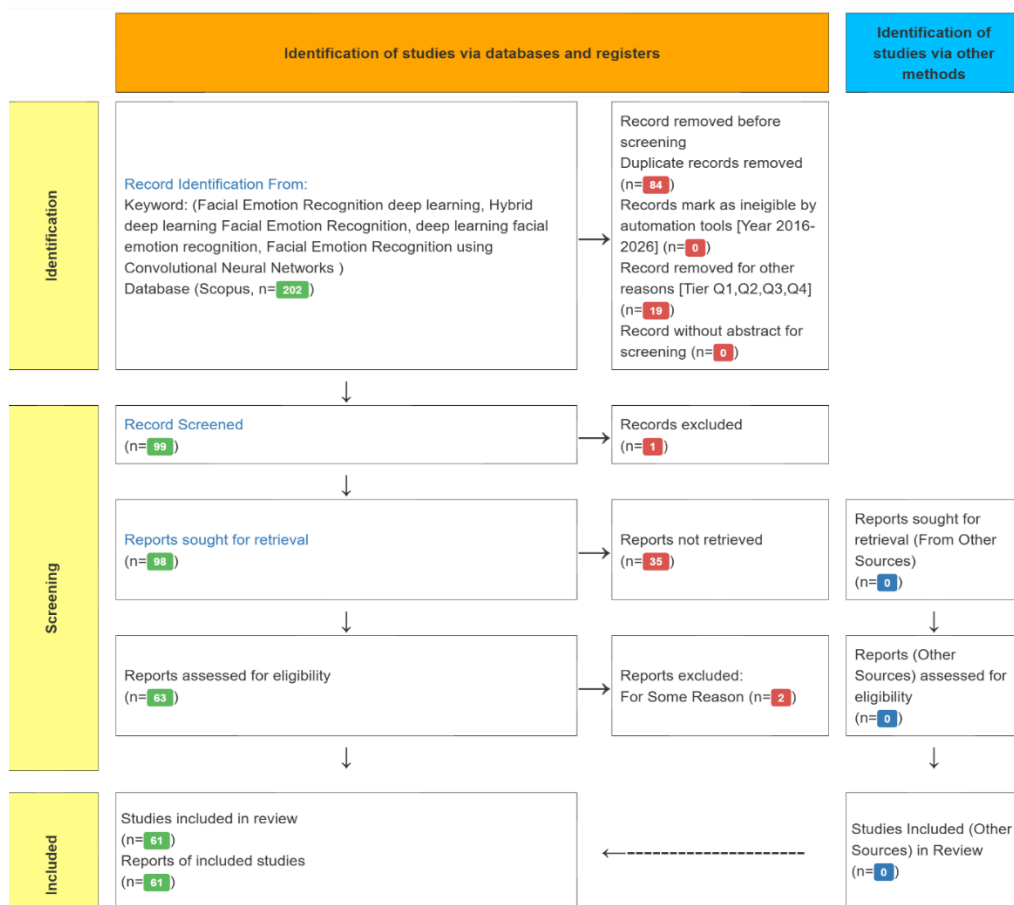 Identification of studies via databases and registers
Identification of
studies via other
methods
Identification
Record Identification From:
Keyword: (Facial Emotion Recognition deep learning, Hybrid
deep learning Facial Emotion Recognition, deep learning facial
emotion recognition, Facial Emotion Recognition using
Convolutional Neural Networks )
Database (Scopus, n=202)
Record removed before
screening
Duplicate records removed
(n=84)
Records mark as ineigible by
automation tools [Year 2016-
2026] (n=0)
Record removed for other
reasons [Tier Q1,Q2,Q3,Q4]
(n=19)
Record without abstract for
screening (n=0)
Screening
Record Screened
(n=99)
Records excluded
(n=1)
Reports sought for retrieval
(n=98)
Reports not retrieved
(n=35)
Reports sought for
retrieval (From Other
Sources)
(n=0)
Reports assessed for eligibility
(n=63)
Reports excluded:
For Some Reason (n=2)
Reports (Other
Sources) assessed for
eligibility
(n=0)
Included
Studies included in review
(n=61)
Reports of included studies
(n=61)
Studies Included (Other
Sources) in Review
(n=0)